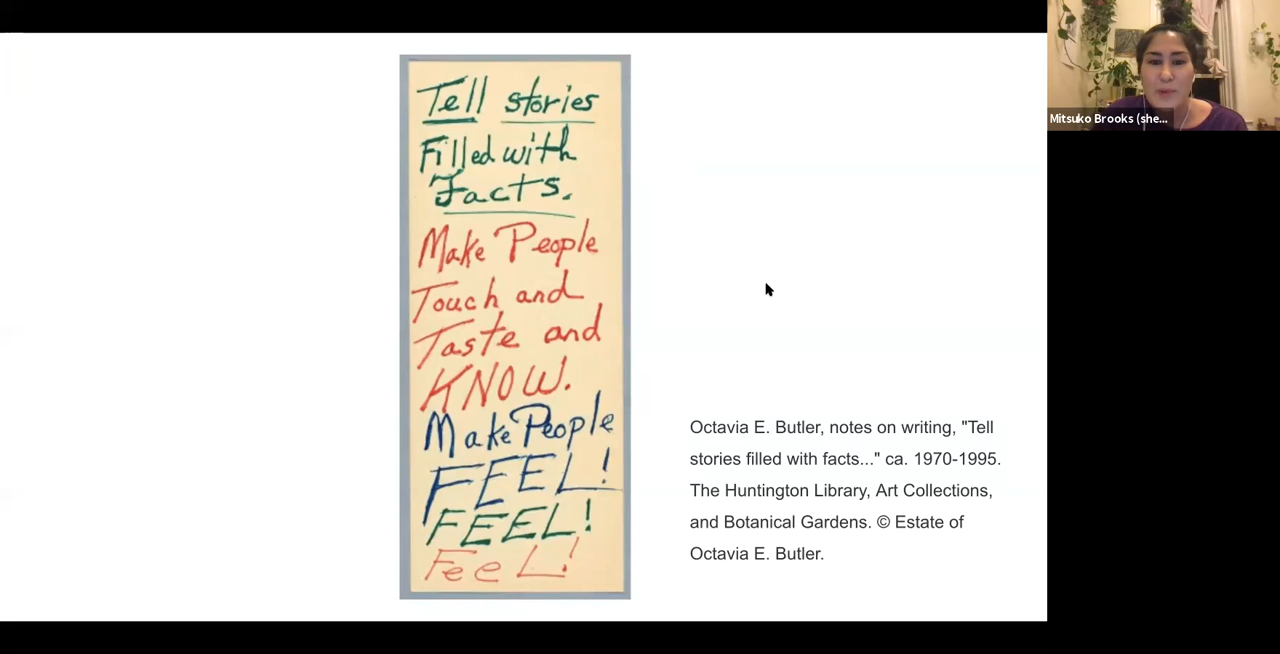 Tell stories
Filled with
Facts.
Make People
Touch and
Taste and
KNOW.
Make People
FEEL!
FEEL!
FeeL!
Octavia E. Butler, notes on writing, "Tell
stories filled with facts..." ca. 1970-1995.
The Huntington Library, Art Collections,
and Botanical Gardens. © Estate of
Octavia E. Butler.
Mitsuko Brooks (she...